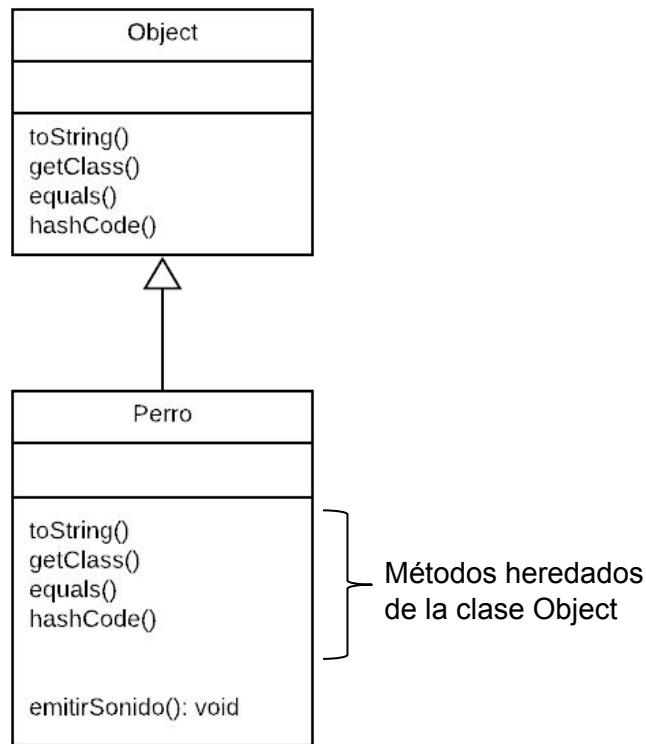 Object
toString()
getClass()
equals()
hashCode()
Perro
toString()
getClass()
equals()
hashCode()
Métodos heredados
de la clase Object
emitirSonido(): void